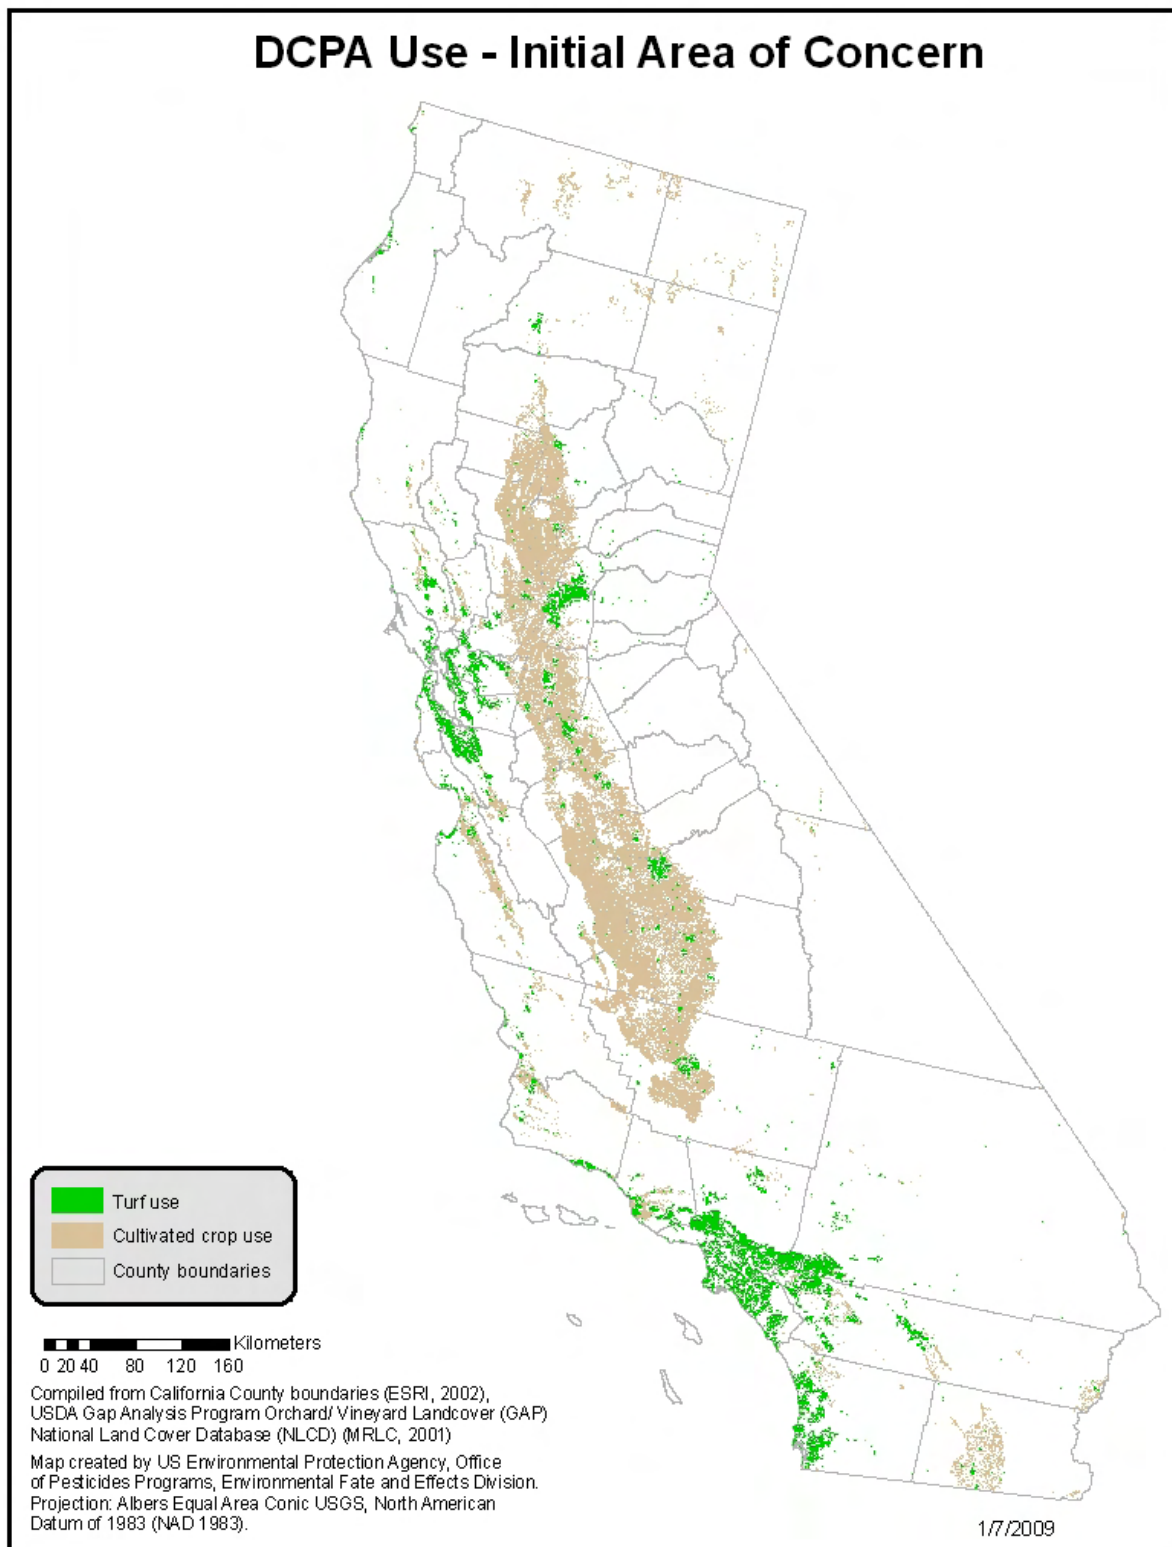 DCPA Use - Initial Area of Concern
Turf use
Cultivated crop use
County boundaries
Kilometers
0 20 40 80 120 160
Compiled from California County boundaries (ESRI, 2002),
USDA Gap Analysis Program Orchard/ Vineyard Landcover (GAP)
National Land Cover Database (NLCD) (MRLC, 2001)
Map created by US Environmental Protection Agency, Office
of Pesticides Programs, Environmental Fate and Effects Division.
Projection: Albers Equal Area Conic USGS, North American
Datum of 1983 (NAD 1983).
1/7/2009